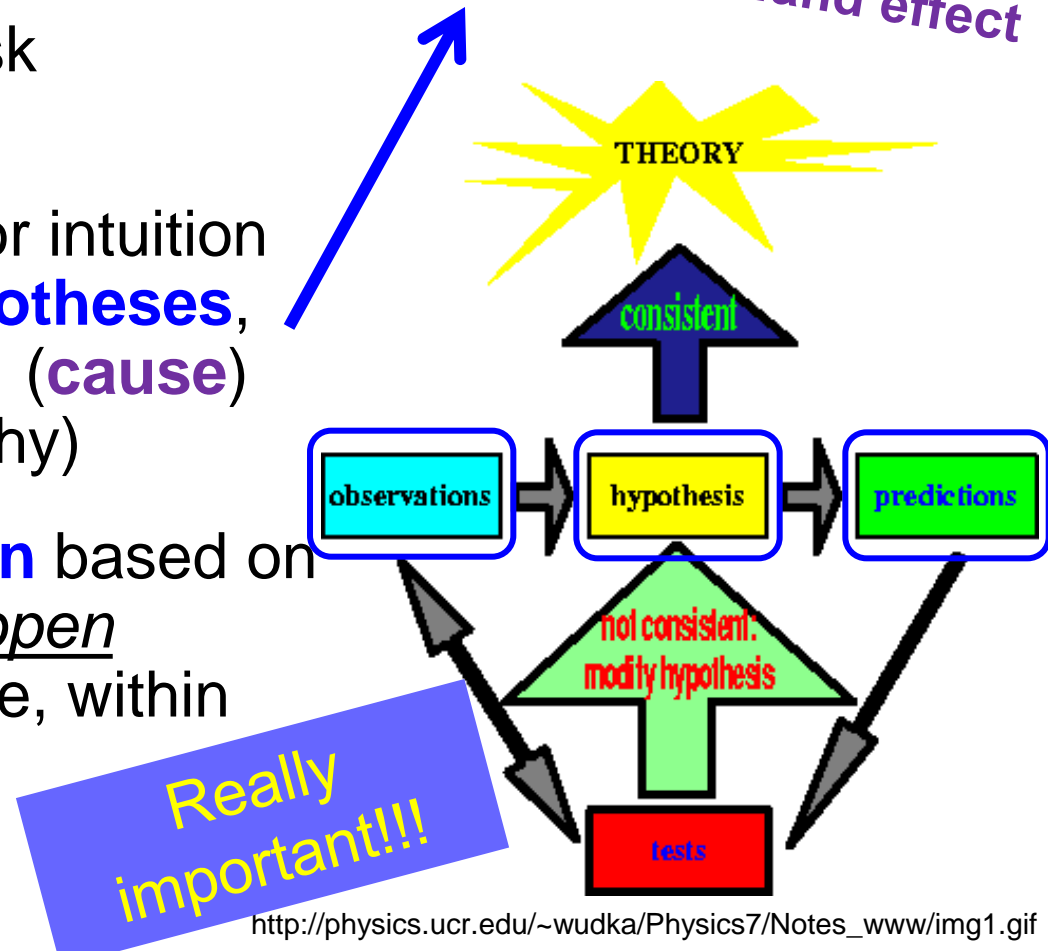 and effect
sk
or intuition
otheses,
(cause)
hy)
n based on
open
e, within
Really
important!!!
THEORY
consistent
observations
hypothesis
predictions
not consistent:
modify hypothesis
tests
http://physics.ucr.edu/~wudka/Physics7/Notes_www/img1.gif